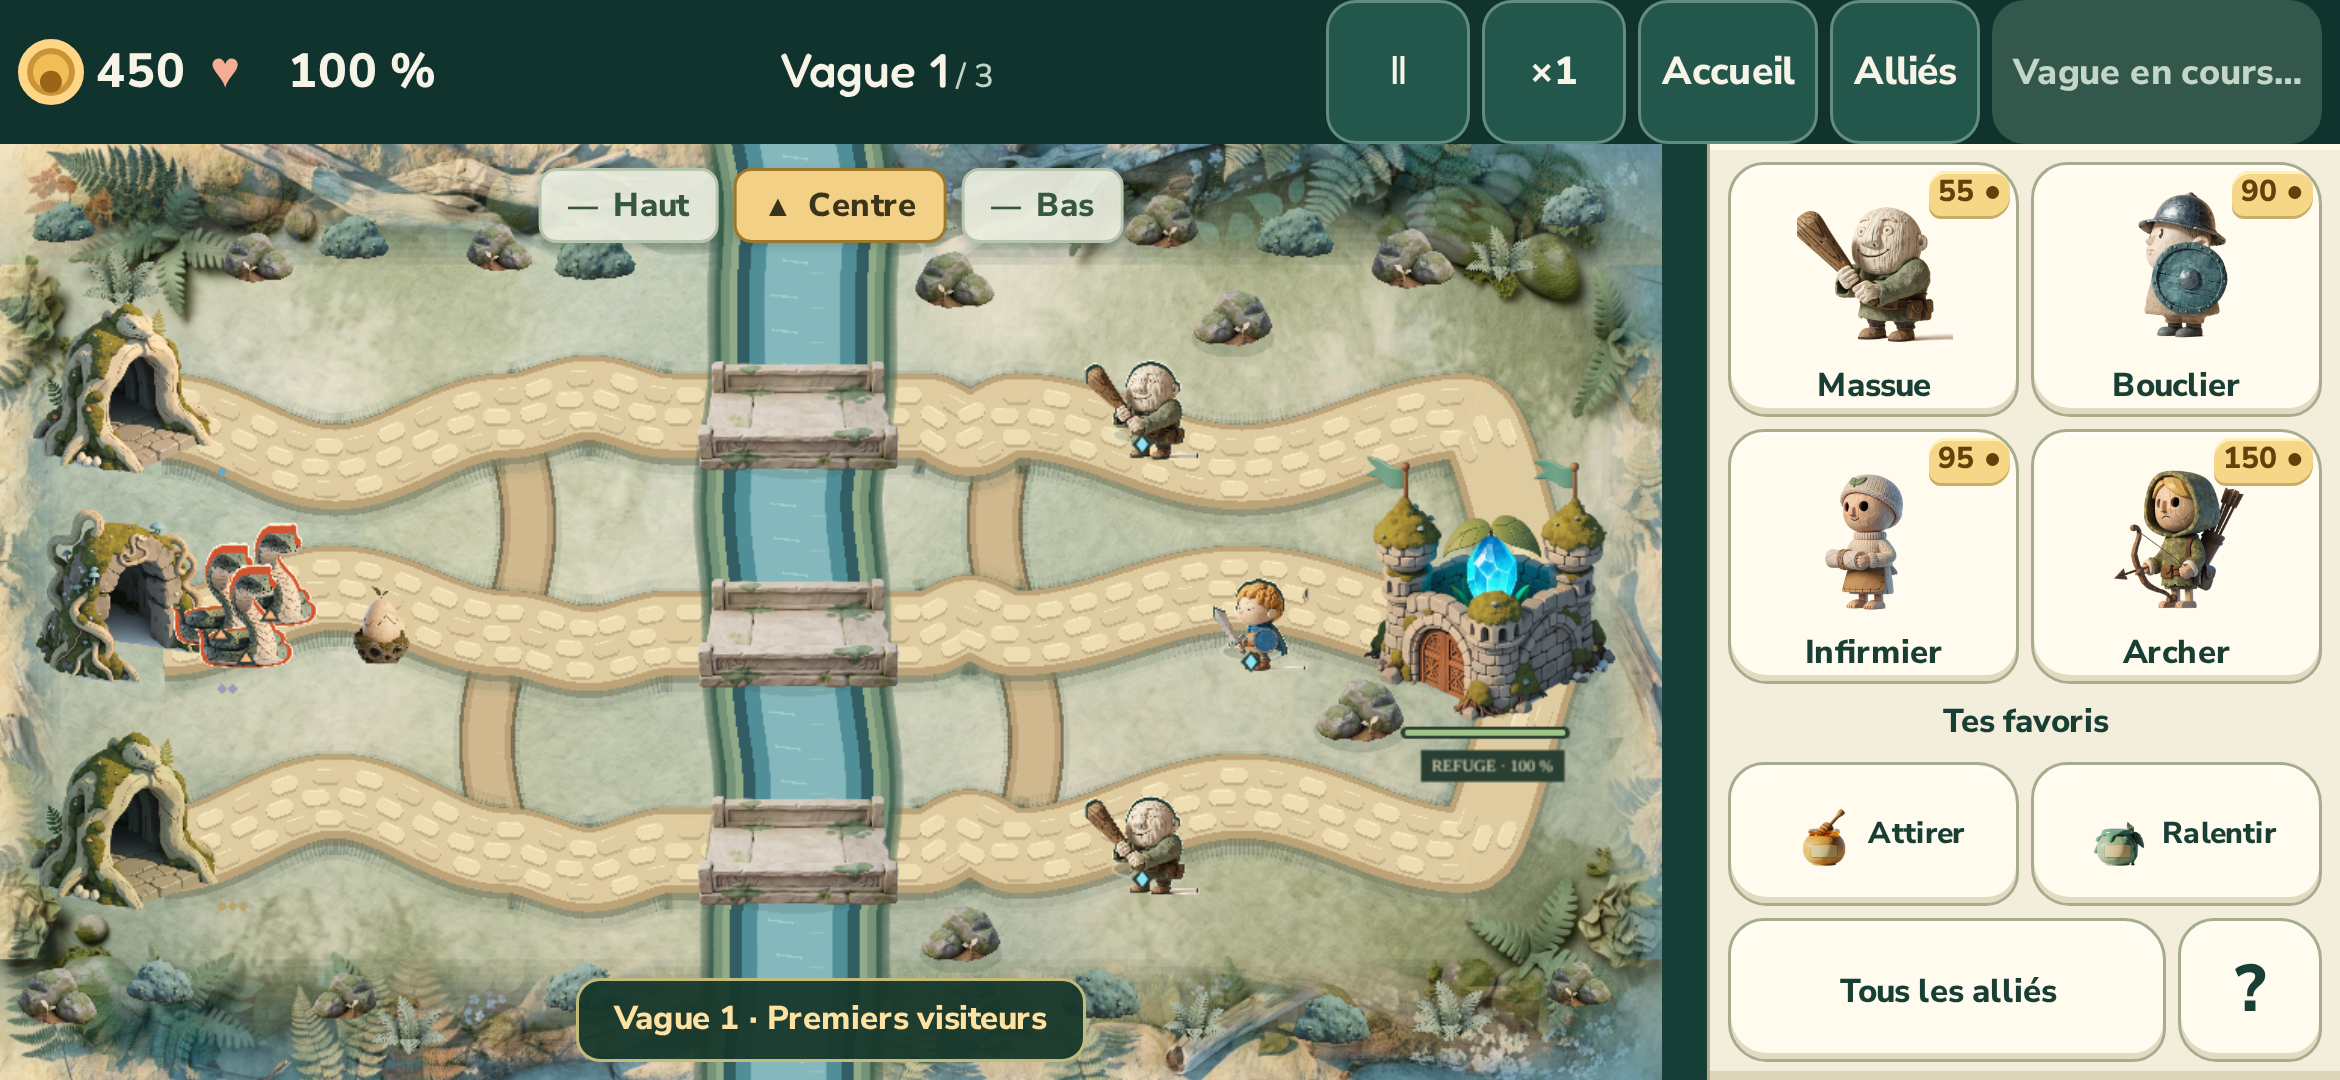 450 ♥ 100 %
Vague 1 / 3
||
×1
Accueil
Alliés
Vague en cours...
— Haut
▲ Centre
— Bas
55 ●
Massue
90 ●
Bouclier
95 ●
Infirmier
150 ●
Archer
Tes favoris
Attirer
Ralentir
Tous les alliés
?
REFUGE · 100 %
Vague 1 · Premiers visiteurs